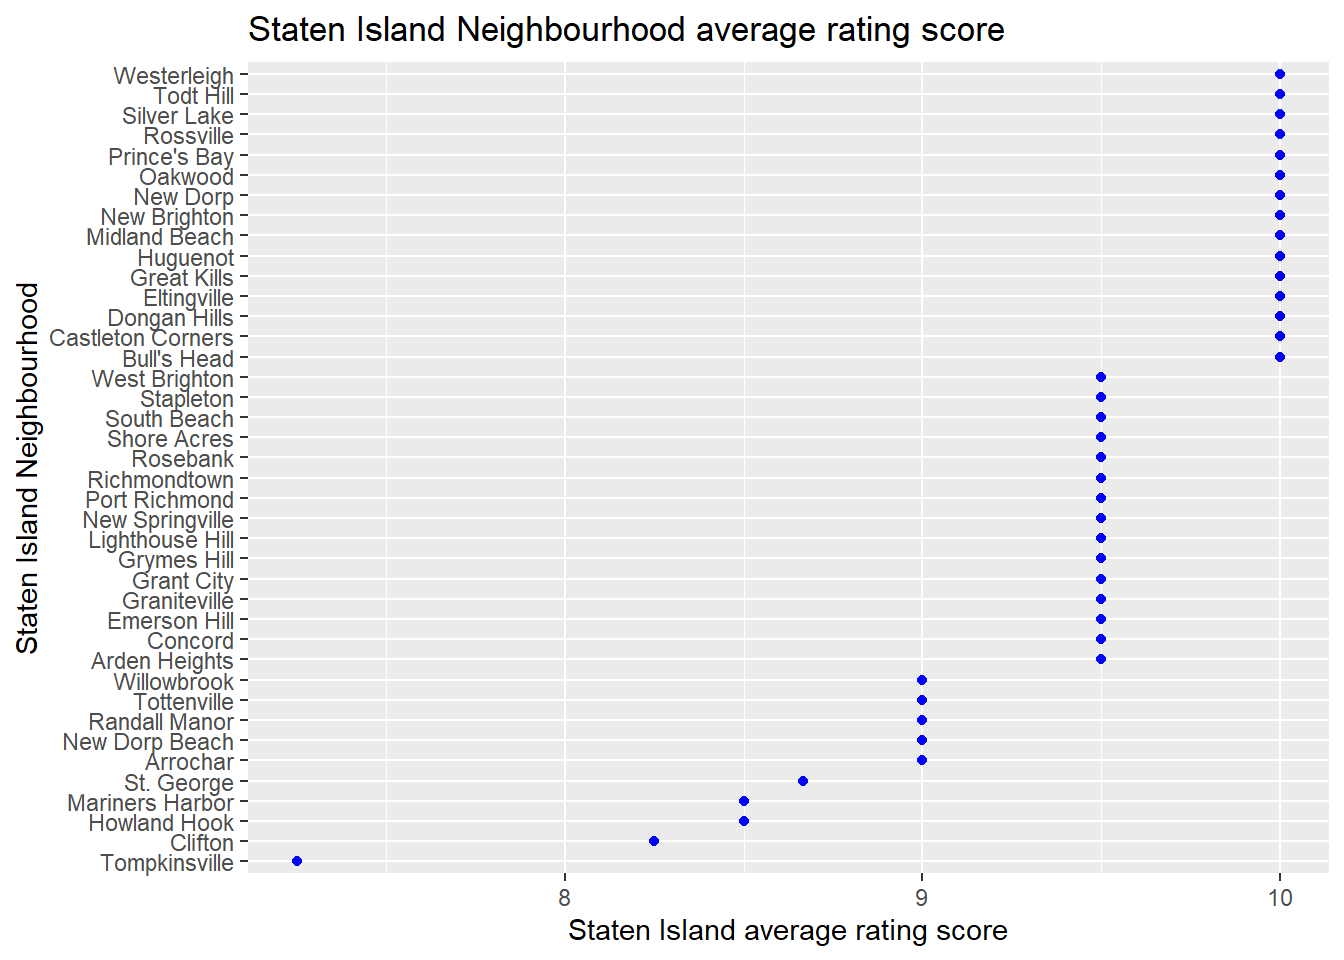 Staten Island Neighbourhood average rating score
Westerleigh
Todt Hill
Silver Lake
Rossville
Prince's Bay
Oakwood
New Dorp
New Brighton
Midland Beach
Huguenot
Great Kills
Eltingville
Dongan Hills
Castleton Corners
Bull's Head
West Brighton
Stapleton
South Beach
Shore Acres
Rosebank
Richmondtown
Port Richmond
New Springville
Lighthouse Hill
Grymes Hill
Grant City
Graniteville
Emerson Hill
Concord
Arden Heights
Willowbrook
Tottenville
Randall Manor
New Dorp Beach
Arrochar
St. George
Mariners Harbor
Howland Hook
Clifton
Tompkinsville
Staten Island Neighbourhood
8 9 10
Staten Island average rating score